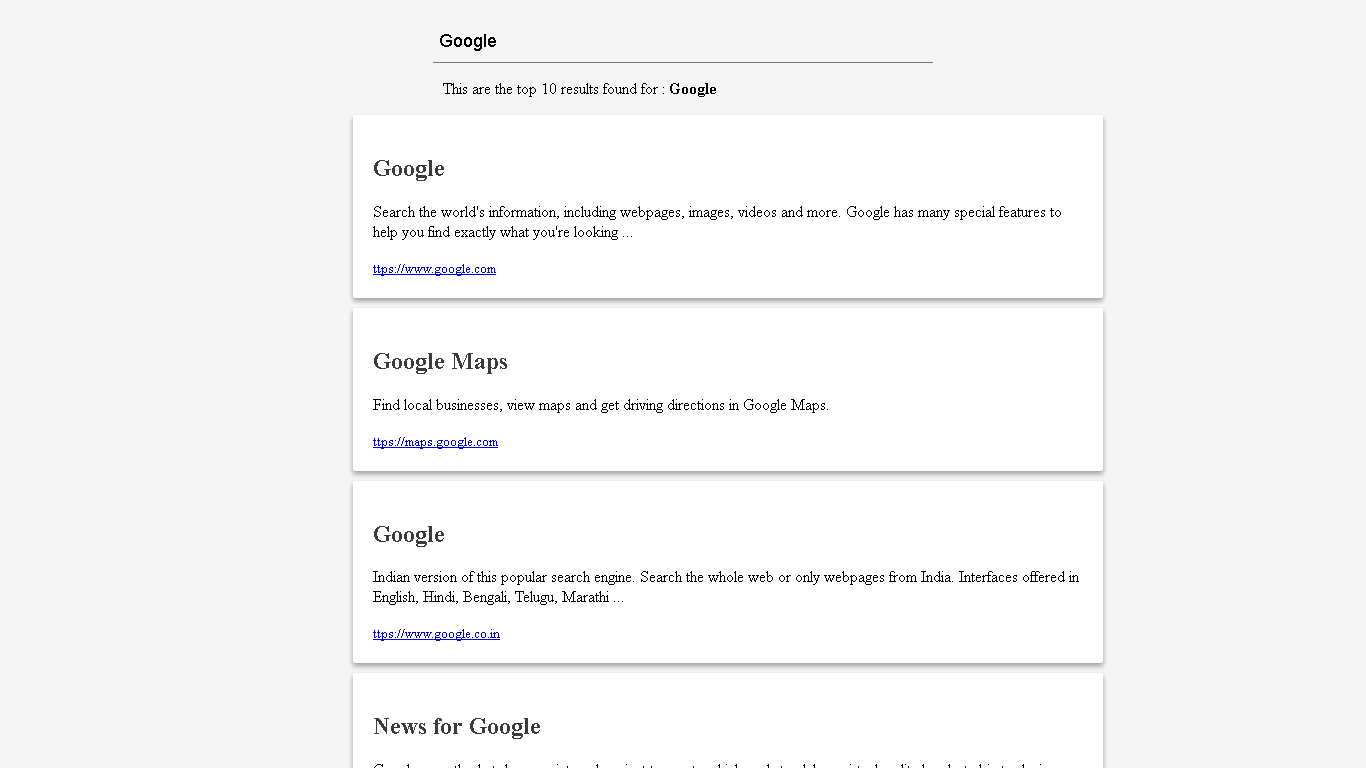 Google
This are the top 10 results found for : Google
Google
Search the world's information, including webpages, images, videos and more. Google has many special features to
help you find exactly what you're looking ...
ttps://www.google.com
Google Maps
Find local businesses, view maps and get driving directions in Google Maps.
ttps://maps.google.com
Google
Indian version of this popular search engine. Search the whole web or only webpages from India. Interfaces offered in
English, Hindi, Bengali, Telugu, Marathi ...
ttps://www.google.co.in
News for Google